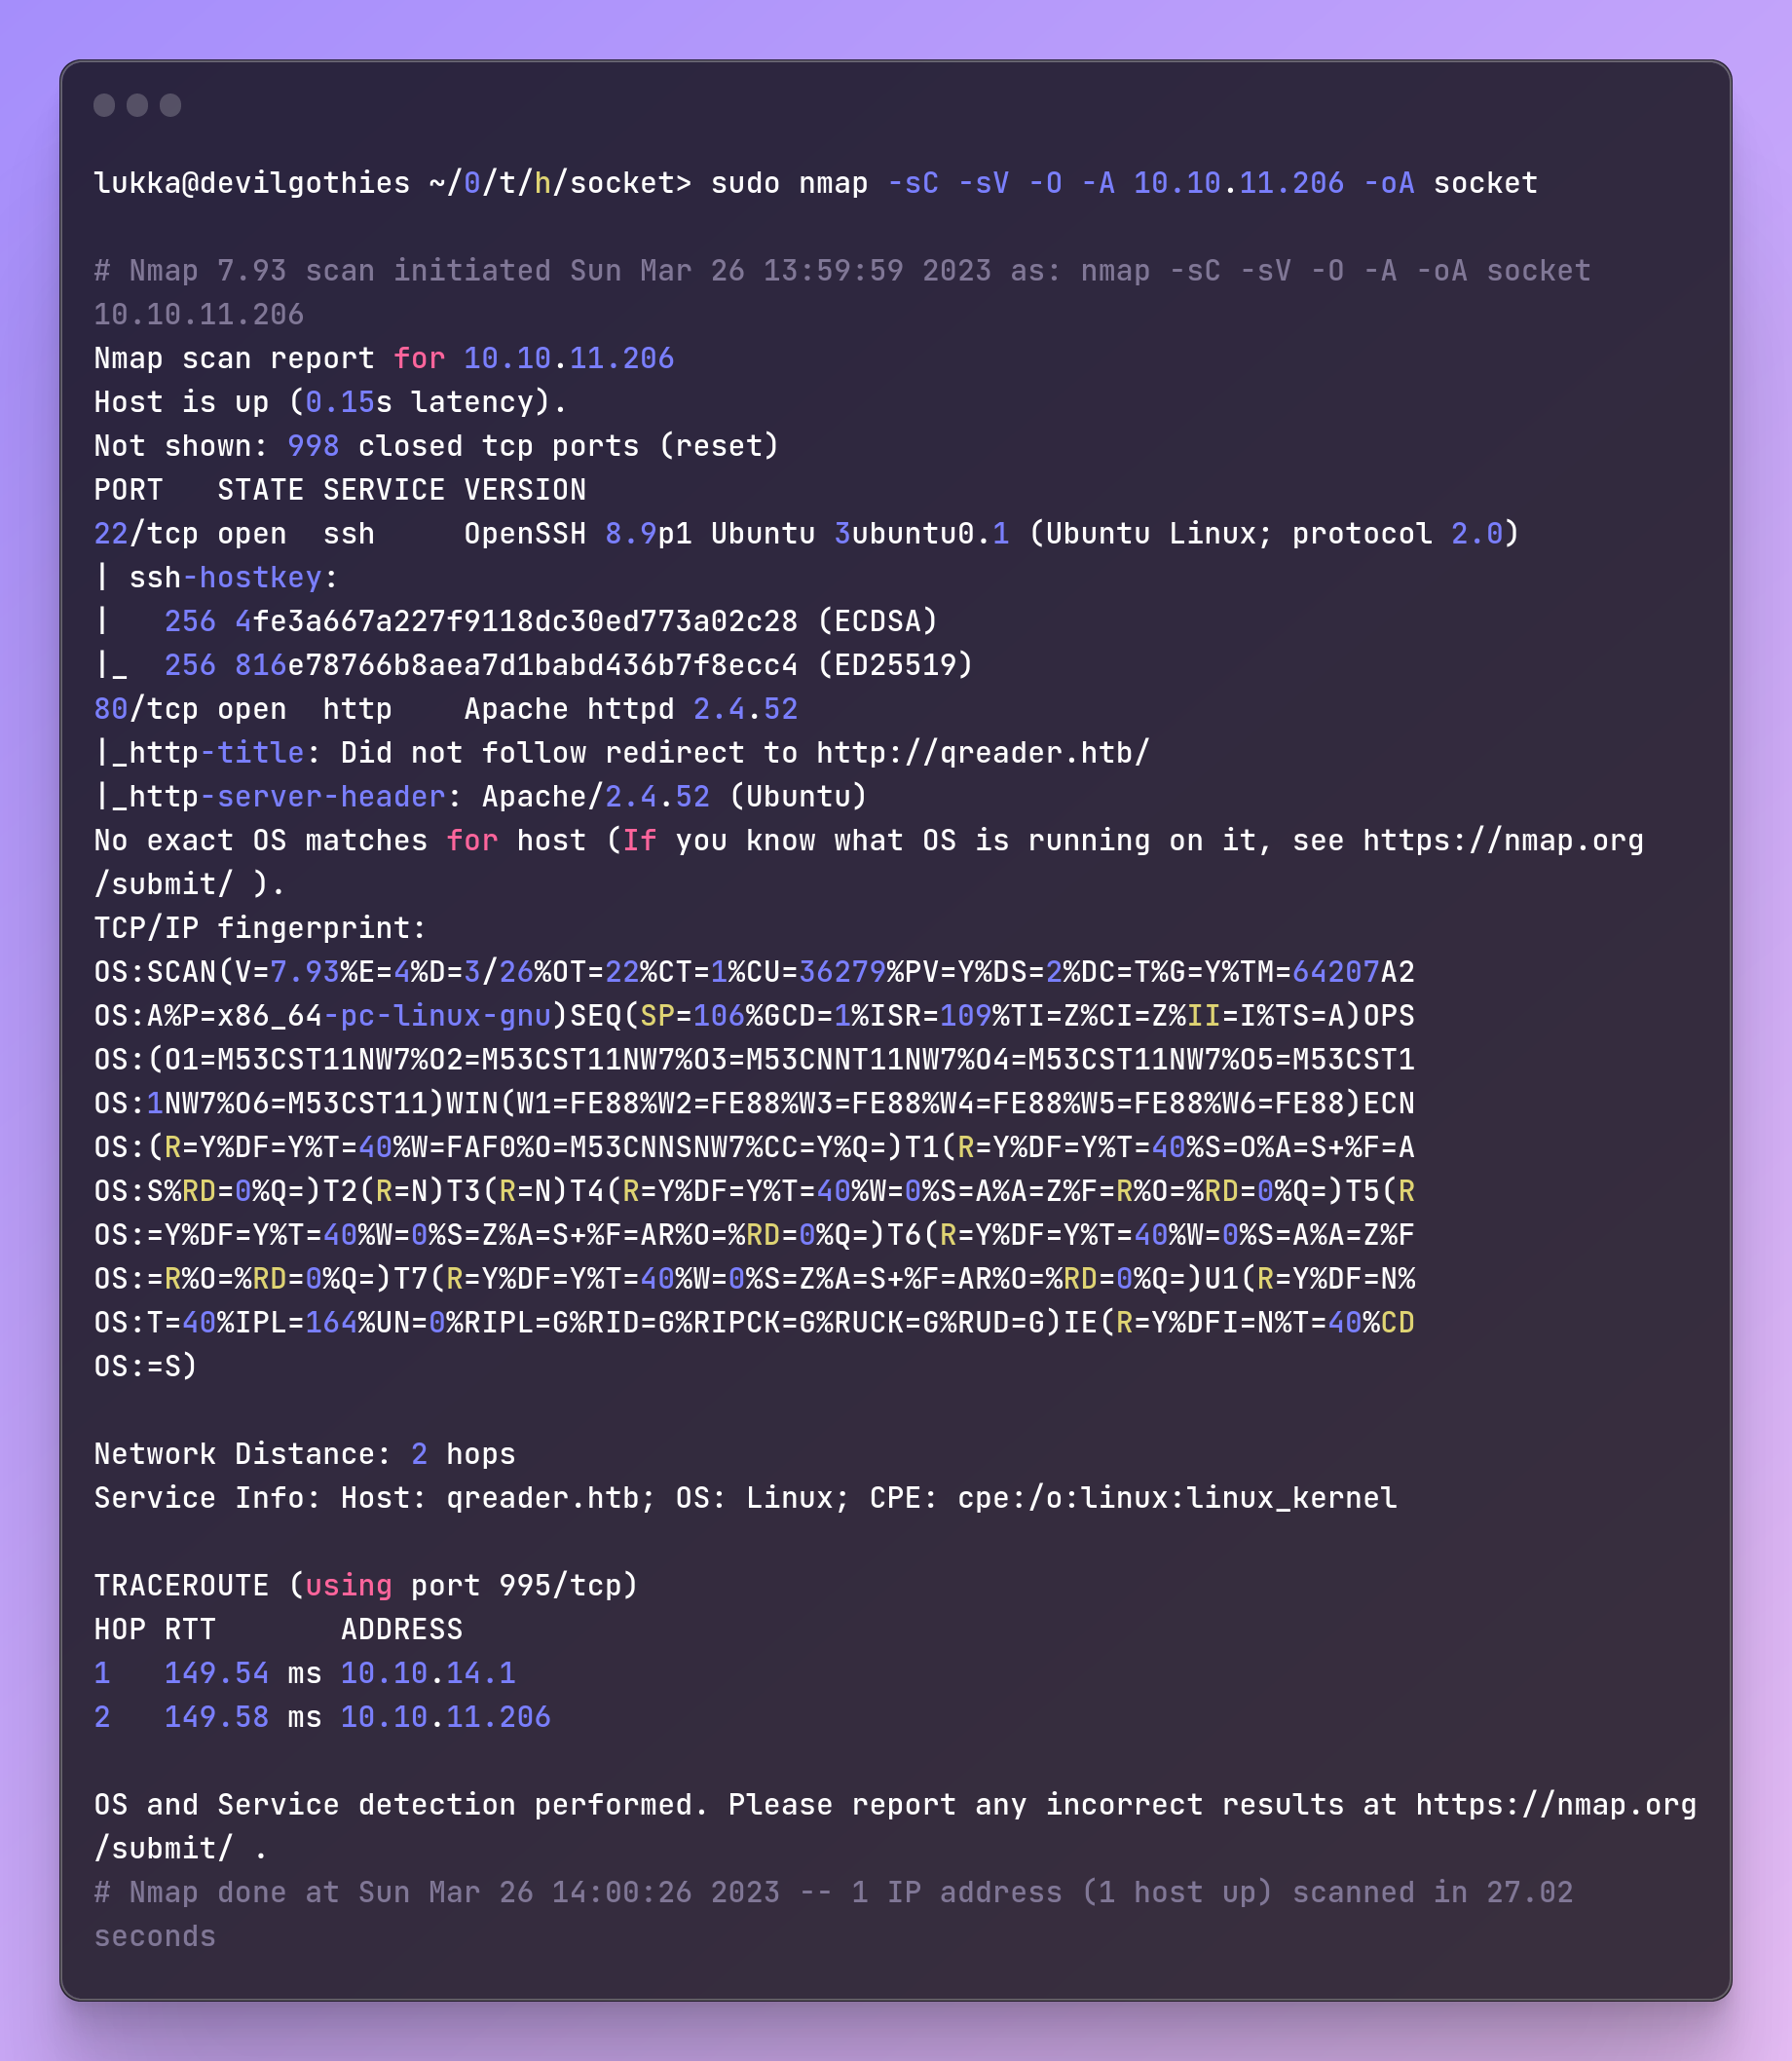 lukka@devilgothies ~/0/t/h/socket> sudo nmap -sC -sV -O -A 10.10.11.206 -oA socket
# Nmap 7.93 scan initiated Sun Mar 26 13:59:59 2023 as: nmap -sC -sV -O -A -oA socket
10.10.11.206
Nmap scan report for 10.10.11.206
Host is up (0.15s latency).
Not shown: 998 closed tcp ports (reset)
PORT   STATE SERVICE VERSION
22/tcp open  ssh     OpenSSH 8.9p1 Ubuntu 3ubuntu0.1 (Ubuntu Linux; protocol 2.0)
| ssh-hostkey:
|   256 4fe3a667a227f9118dc30ed773a02c28 (ECDSA)
|_  256 816e78766b8aea7d1babd436b7f8ecc4 (ED25519)
80/tcp open  http    Apache httpd 2.4.52
|_http-title: Did not follow redirect to http://qreader.htb/
|_http-server-header: Apache/2.4.52 (Ubuntu)
No exact OS matches for host (If you know what OS is running on it, see https://nmap.org
/submit/ ).
TCP/IP fingerprint:
OS:SCAN(V=7.93%E=4%D=3/26%OT=22%CT=1%CU=36279%PV=Y%DS=2%DC=T%G=Y%TM=64207A2
OS:A%P=x86_64-pc-linux-gnu)SEQ(SP=106%GCD=1%ISR=109%TI=Z%CI=Z%II=I%TS=A)OPS
OS:(O1=M53CST11NW7%O2=M53CST11NW7%O3=M53CNNT11NW7%O4=M53CST11NW7%O5=M53CST1
OS:1NW7%O6=M53CST11)WIN(W1=FE88%W2=FE88%W3=FE88%W4=FE88%W5=FE88%W6=FE88)ECN
OS:(R=Y%DF=Y%T=40%W=FAF0%O=M53CNNSNW7%CC=Y%Q=)T1(R=Y%DF=Y%T=40%S=O%A=S+%F=A
OS:S%RD=0%Q=)T2(R=N)T3(R=N)T4(R=Y%DF=Y%T=40%W=0%S=A%A=Z%F=R%O=%RD=0%Q=)T5(R
OS:=Y%DF=Y%T=40%W=0%S=Z%A=S+%F=AR%O=%RD=0%Q=)T6(R=Y%DF=Y%T=40%W=0%S=A%A=Z%F
OS:=R%O=%RD=0%Q=)T7(R=Y%DF=Y%T=40%W=0%S=Z%A=S+%F=AR%O=%RD=0%Q=)U1(R=Y%DF=N%
OS:T=40%IPL=164%UN=0%RIPL=G%RID=G%RIPCK=G%RUCK=G%RUD=G)IE(R=Y%DFI=N%T=40%CD
OS:=S)
Network Distance: 2 hops
Service Info: Host: qreader.htb; OS: Linux; CPE: cpe:/o:linux:linux_kernel
TRACEROUTE (using port 995/tcp)
HOP RTT       ADDRESS
1   149.54 ms 10.10.14.1
2   149.58 ms 10.10.11.206
OS and Service detection performed. Please report any incorrect results at https://nmap.org
/submit/ .
# Nmap done at Sun Mar 26 14:00:26 2023 -- 1 IP address (1 host up) scanned in 27.02
seconds